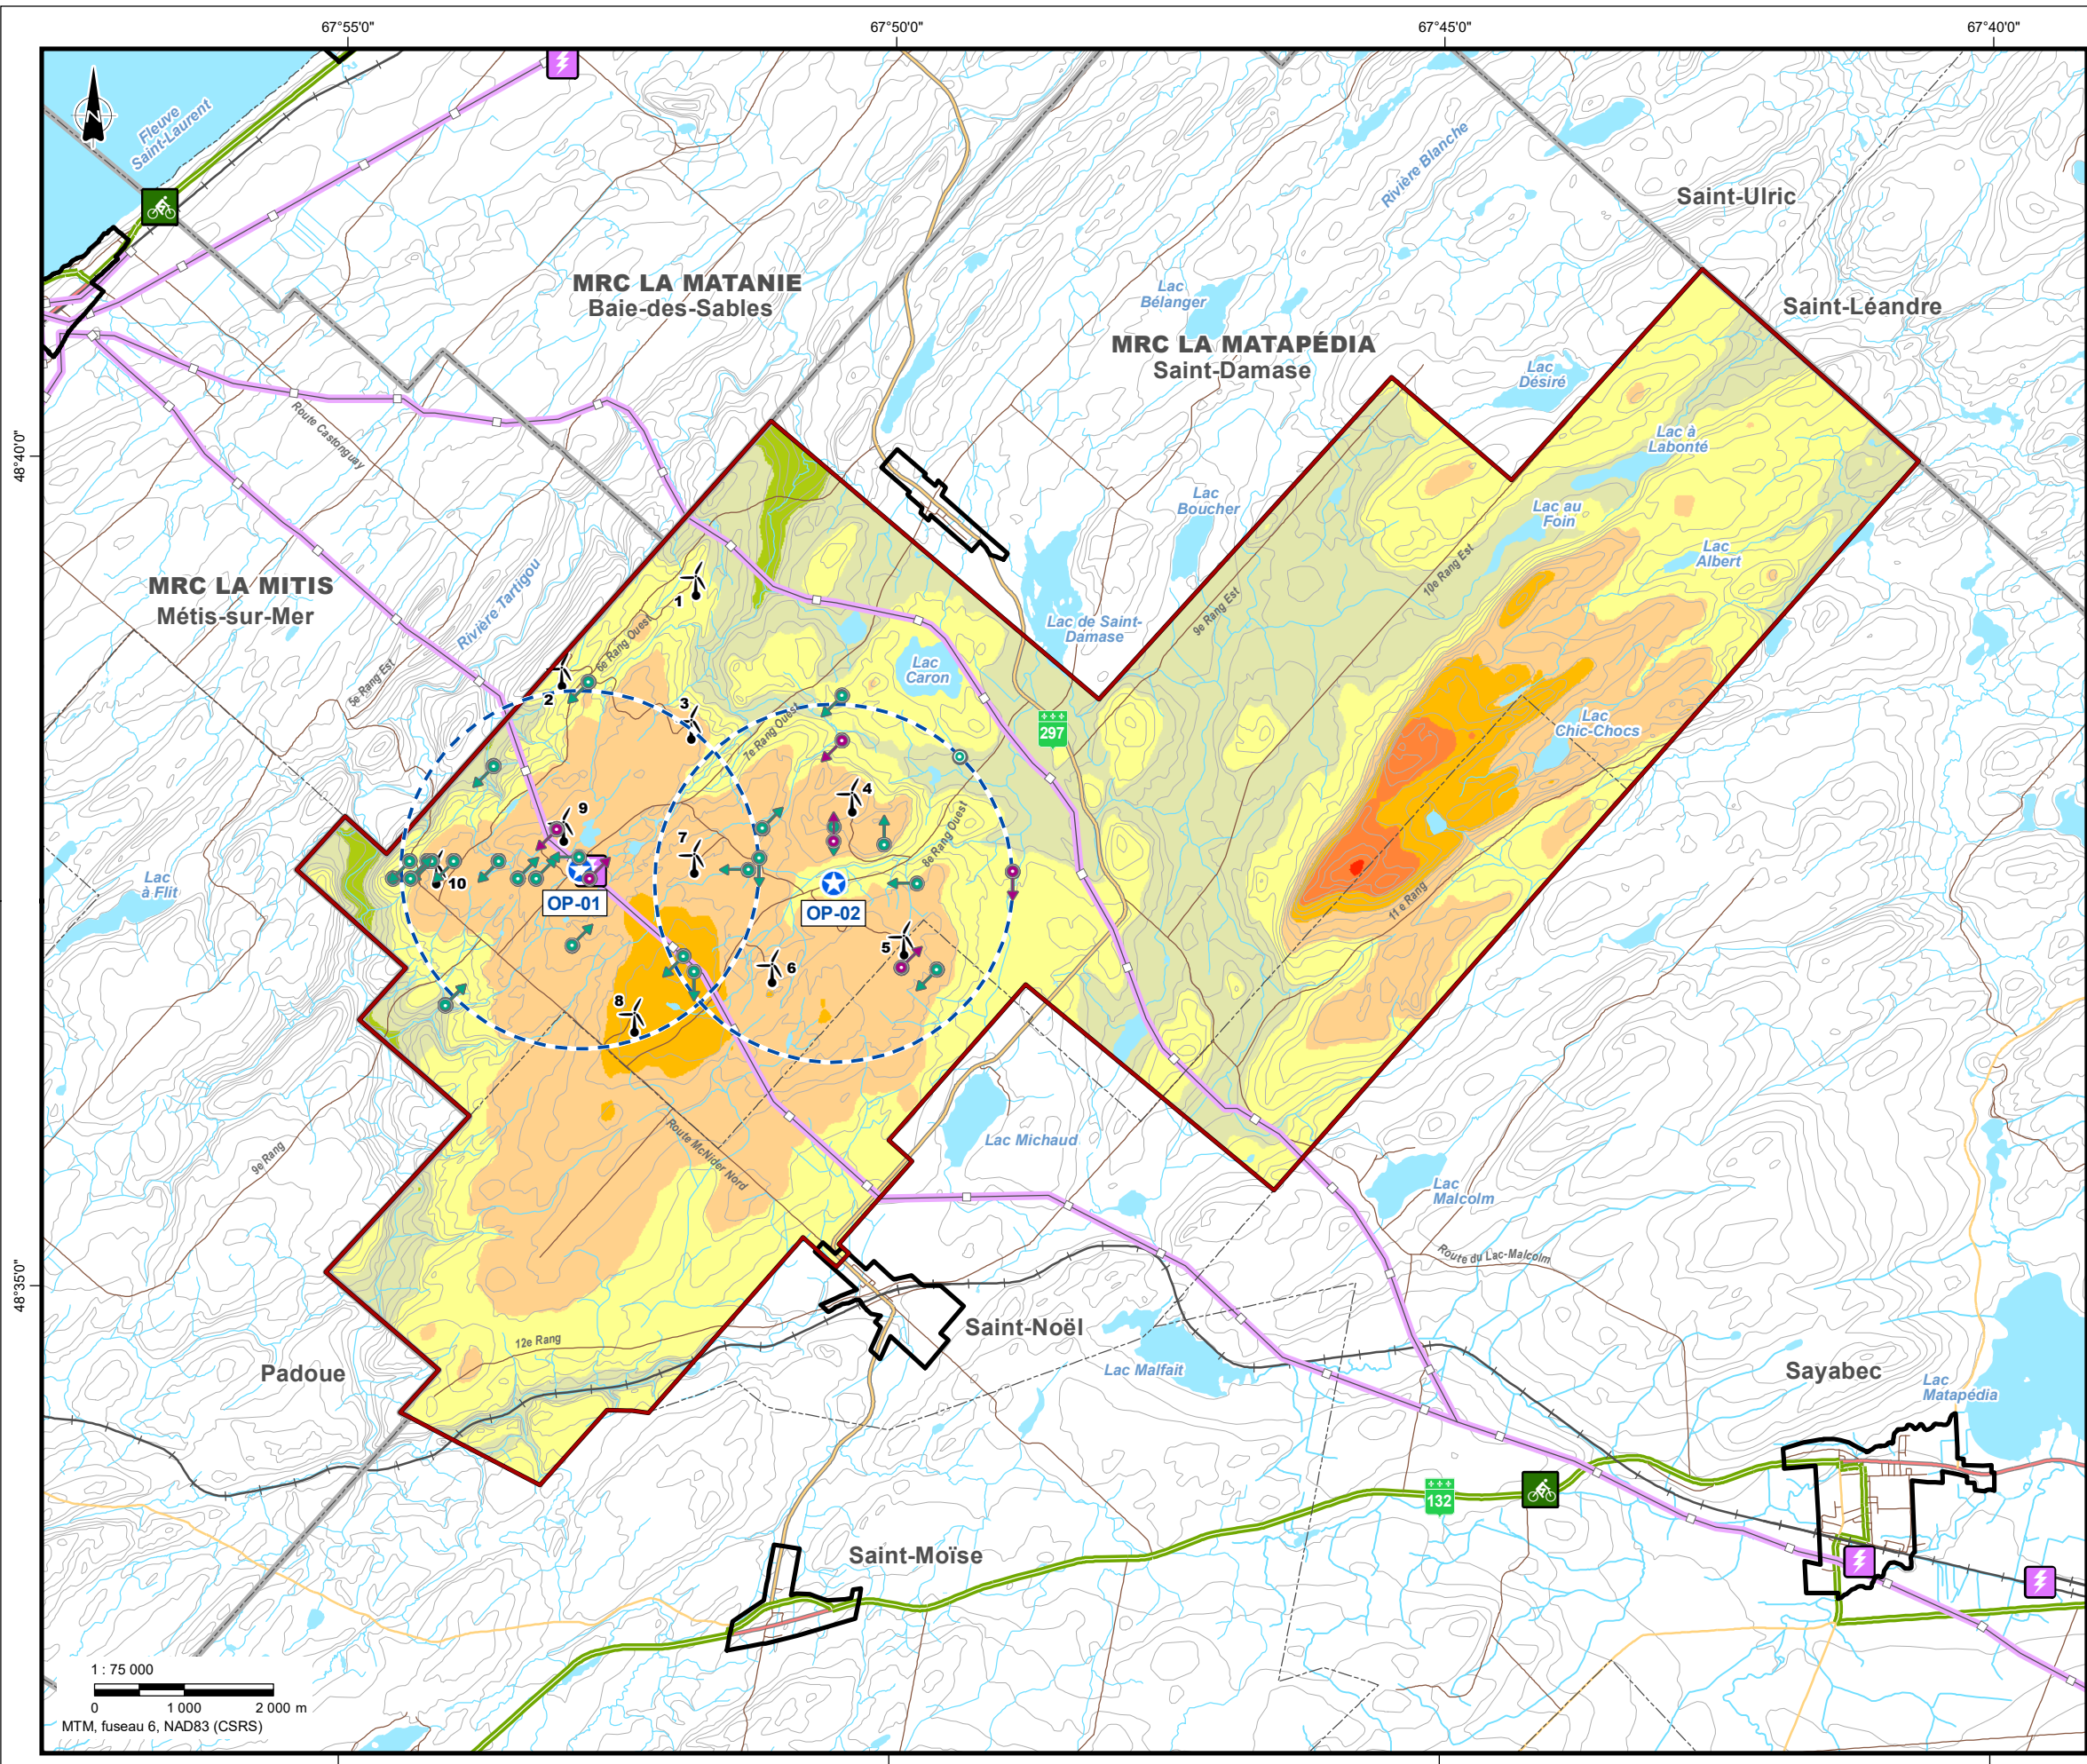 67°55'0"
67°50'0"
67°45'0"
67°40'0"
N
Fleuve
Saint-Laurent
Rivière Blanche
Saint-Ulric
MRC LA MATANIE
Baie-des-Sables
Lac
Bélanger
Saint-Léandre
MRC LA MATAPÉDIA
Saint-Damase
Lac
Désiré
Route Castonguay
Lac à
Labonté
48°40'0"
Lac
Boucher
Lac au
Foin
Lac
Albert
10e Rang Est
MRC LA MITIS
Métis-sur-Mer
Rivière Tartigou
1
9e Rang Est
Lac de Saint-
Damase
6e Rang Ouest
5e Rang Est
Lac
Caron
2
3
7e Rang Ouest
297
Lac
Chic-Chocs
4
9
7
8e Rang Ouest
Lac
à Flit
10
OP-01
OP-02
11 e Rang
5
6
8
Lac Michaud
Route McNider Nord
9e Rang
Lac
Malcolm
Route du Lac-Malcolm
48°35'0"
Saint-Noël
12e Rang
Padoue
Lac Malfait
Sayabec
Lac
Matapédia
132
Saint-Moïse
1 : 75 000
0 1 000 2 000 m
MTM, fuseau 6, NAD83 (CSRS)